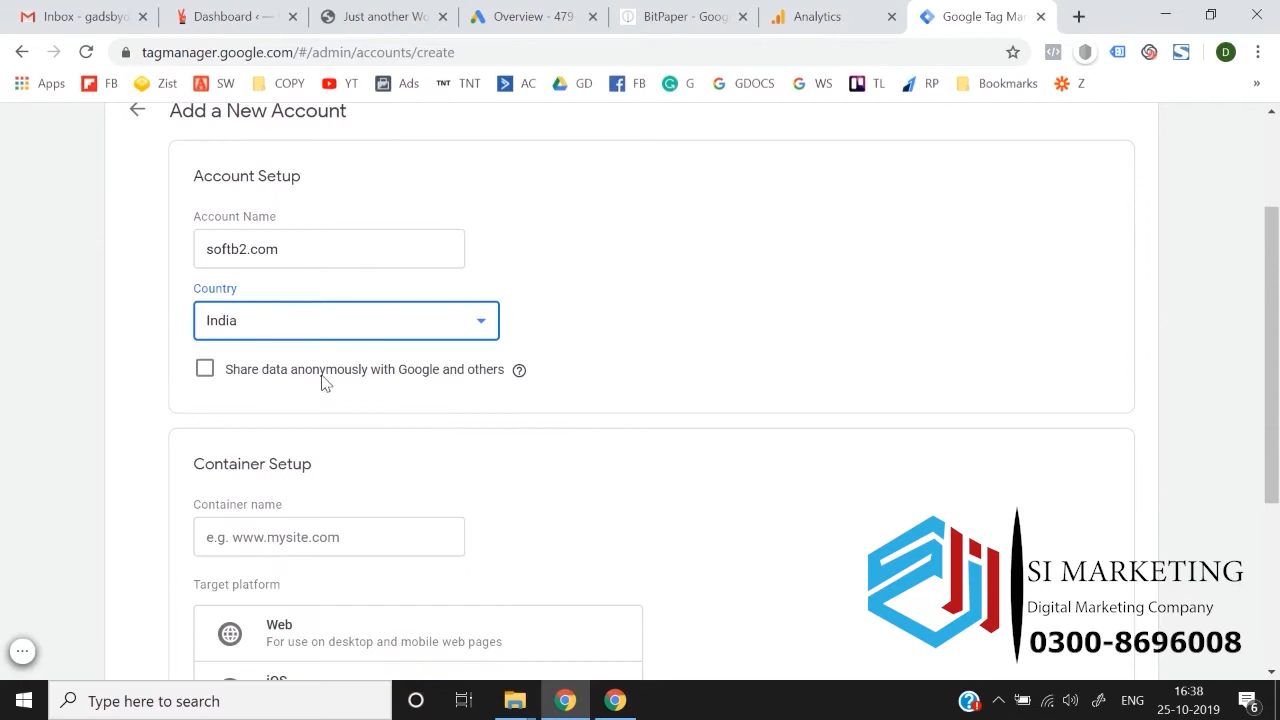 Inbox - gadsby
Dashboard ‹ —
Just another Wo
Overview - 479
BitPaper - Goog
Analytics
Google Tag Ma
tagmanager.google.com/#/admin/accounts/create
D
Apps
FB
Zist
SW
COPY
YT
Ads
TNT TNT
AC
GD
FB
G
GDOCS
WS
TL
RP
Bookmarks
Z
»
Add a New Account
Account Setup
Account Name
softb2.com
Country
India
Share data anonymously with Google and others
Container Setup
Container name
e.g. www.mysite.com
Target platform
Web
For use on desktop and mobile web pages
iOS
SI MARKETING
Digital Marketing Company
0300-8696008
Type here to search
ENG
16:38
25-10-2019
6